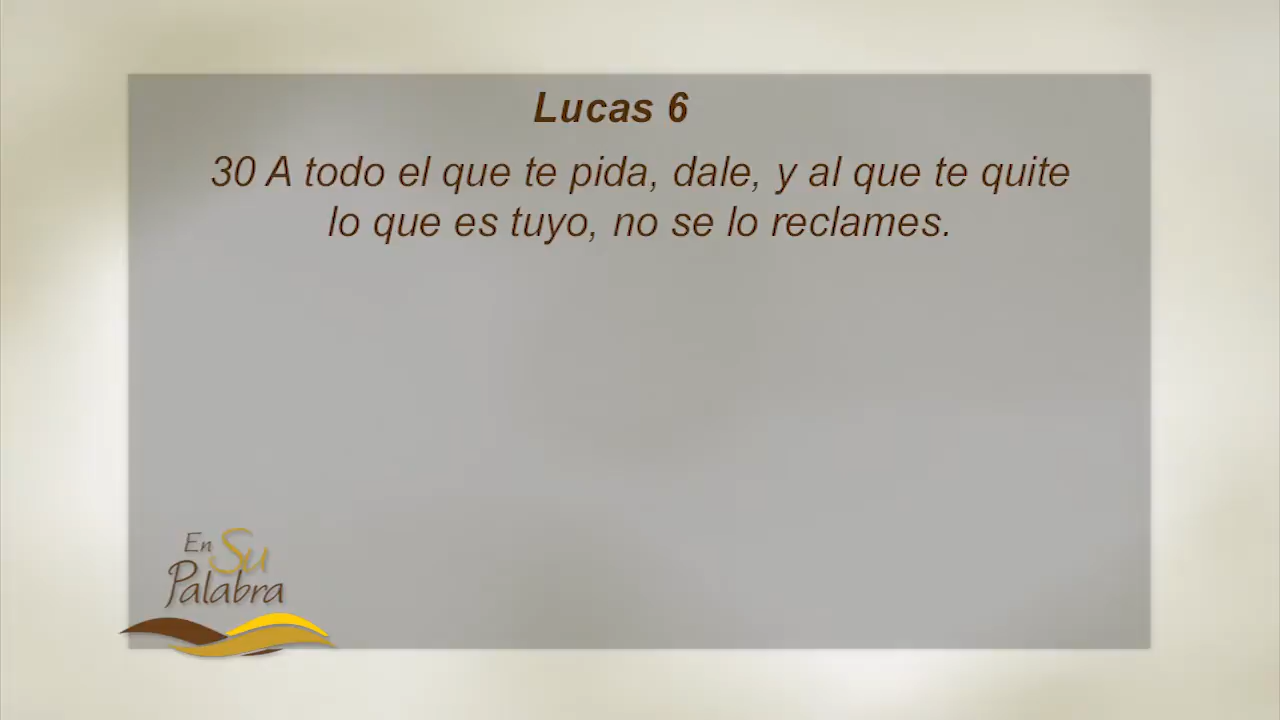 Lucas 6
30 A todo el que te pida, dale, y al que te quite
lo que es tuyo, no se lo reclames.
En Su
Palabra